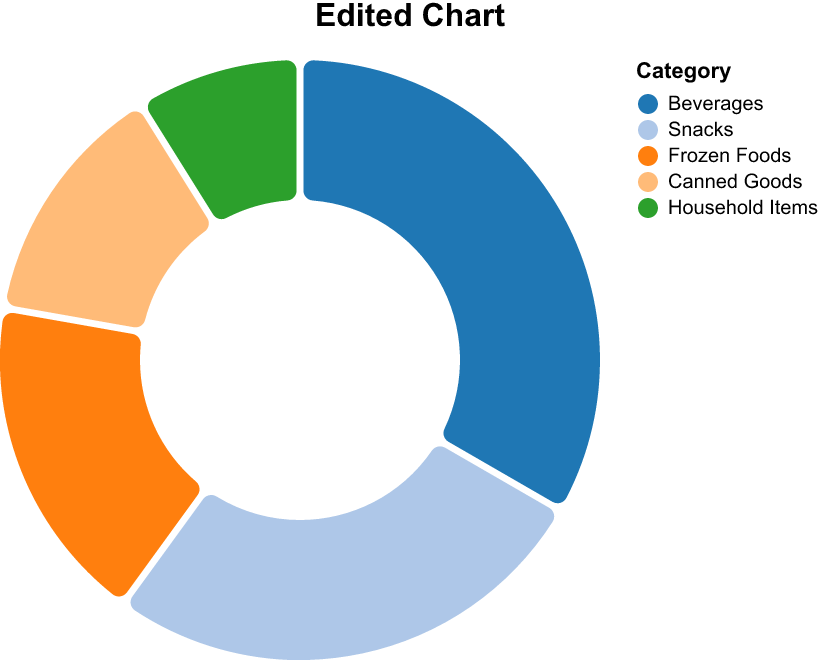 Edited Chart
Category
Beverages
Snacks
Frozen Foods
Canned Goods
Household Items